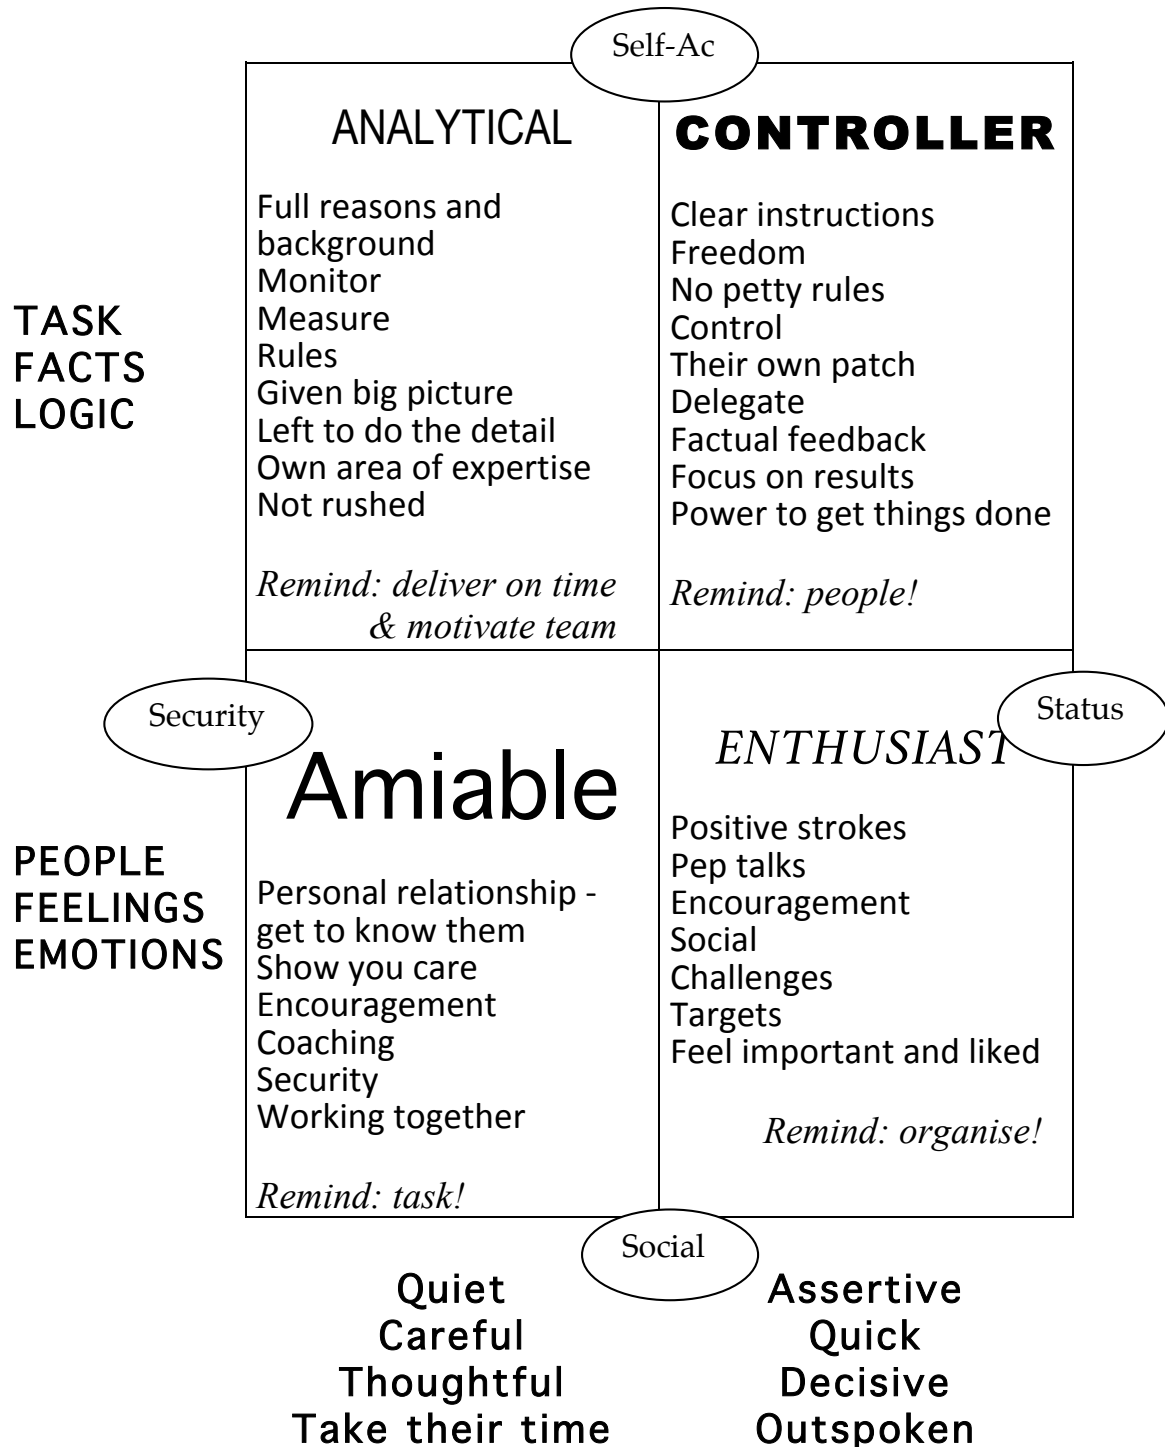 Self-Ac
TASK
FACTS
LOGIC
ANALYTICAL
Full reasons and
background
Monitor
Measure
Rules
Given big picture
Left to do the detail
Own area of expertise
Not rushed
Remind: deliver on time
& motivate team
CONTROLLER
Clear instructions
Freedom
No petty rules
Control
Their own patch
Delegate
Factual feedback
Focus on results
Power to get things done
Remind: people!
Security
Status
PEOPLE
FEELINGS
EMOTIONS
Amiable
Personal relationship -
get to know them
Show you care
Encouragement
Coaching
Security
Working together
Remind: task!
ENTHUSIAST
Positive strokes
Pep talks
Encouragement
Social
Challenges
Targets
Feel important and liked
Remind: organise!
Social
Quiet
Careful
Thoughtful
Take their time
Assertive
Quick
Decisive
Outspoken